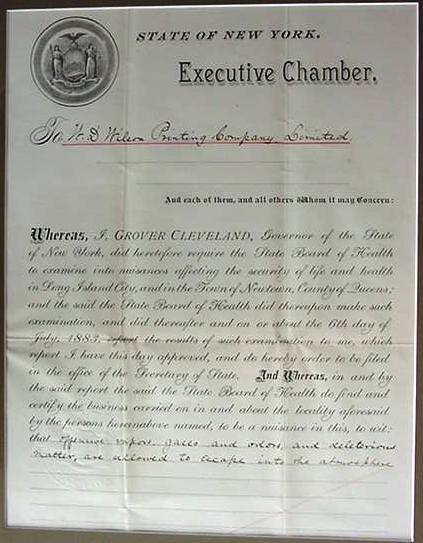 STATE OF NEW YORK.
Executive Chamber.
To W. D. Wilson Printing Company, Limited
And each of them, and all others Whom it may Concern:
Whereas, I, GROVER CLEVELAND, Governor of the State
of New York, did heretofore require the State Board of Health
to examine into nuisances affecting the security of life and health
in Long Island City, and in the Town of Newtown, County of Queens;
and the said the State Board of Health did thereupon make such
examination, and did thereafter and on or about the 6th day of
July, 1883, report the results of such examination to me, which
report I have this day approved, and do hereby order to be filed
in the office of the Secretary of State. And Whereas, in and by
the said report the said the State Board of Health do find and
certify the business carried on in and about the locality aforesaid
by the persons hereinabove named, to be a nuisance in this, to wit:
that offensive vapors, gases and odors, and deleterious
matter, are allowed to escape into the atmosphere